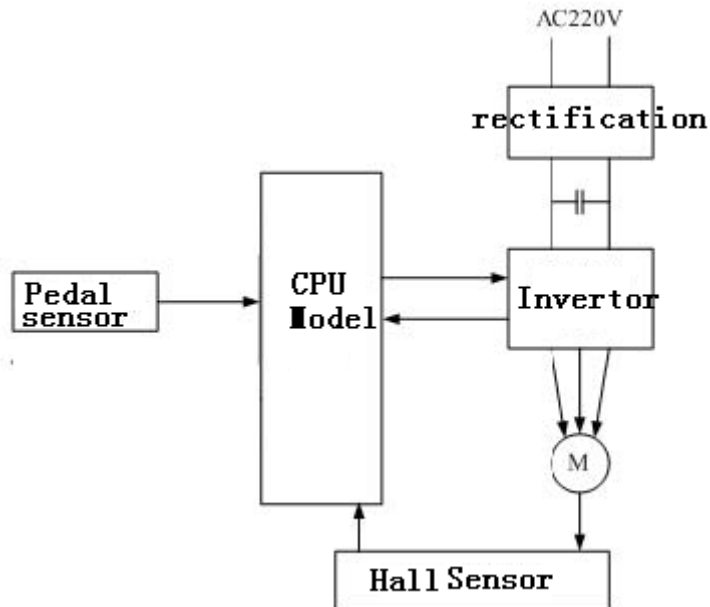 AC220V
rectification
CPU
Model
Invertor
Pedal
sensor
M
Hall Sensor